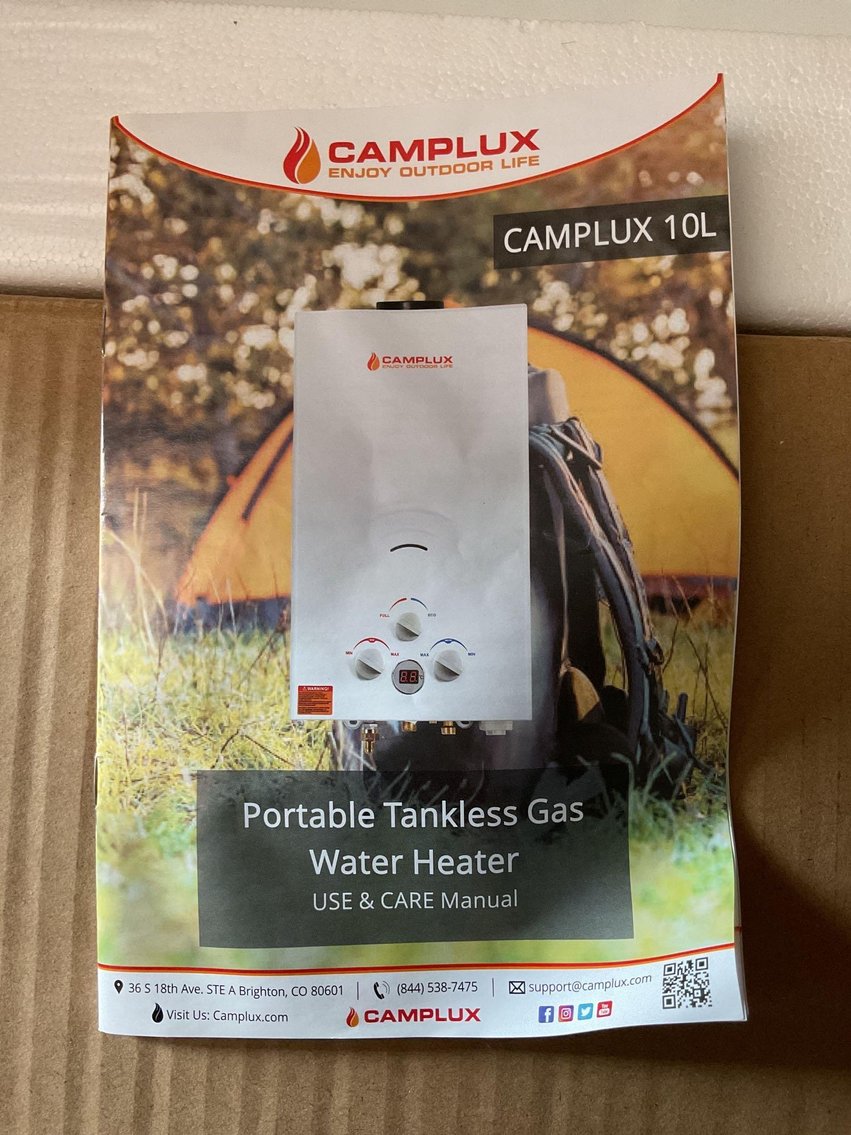 CAMPLUX
ENJOY OUTDOOR LIFE
CAMPLUX 10L
CAMPLUX
ENJOY OUTDOOR LIFE
FULL ECO
MIN MAX MAX MIN
88
WARNING!
Portable Tankless Gas
Water Heater
USE & CARE Manual
36 S 18th Ave. STE A Brighton, CO 80601 | (844) 538-7475 | support@camplux.com
Visit Us: Camplux.com CAMPLUX